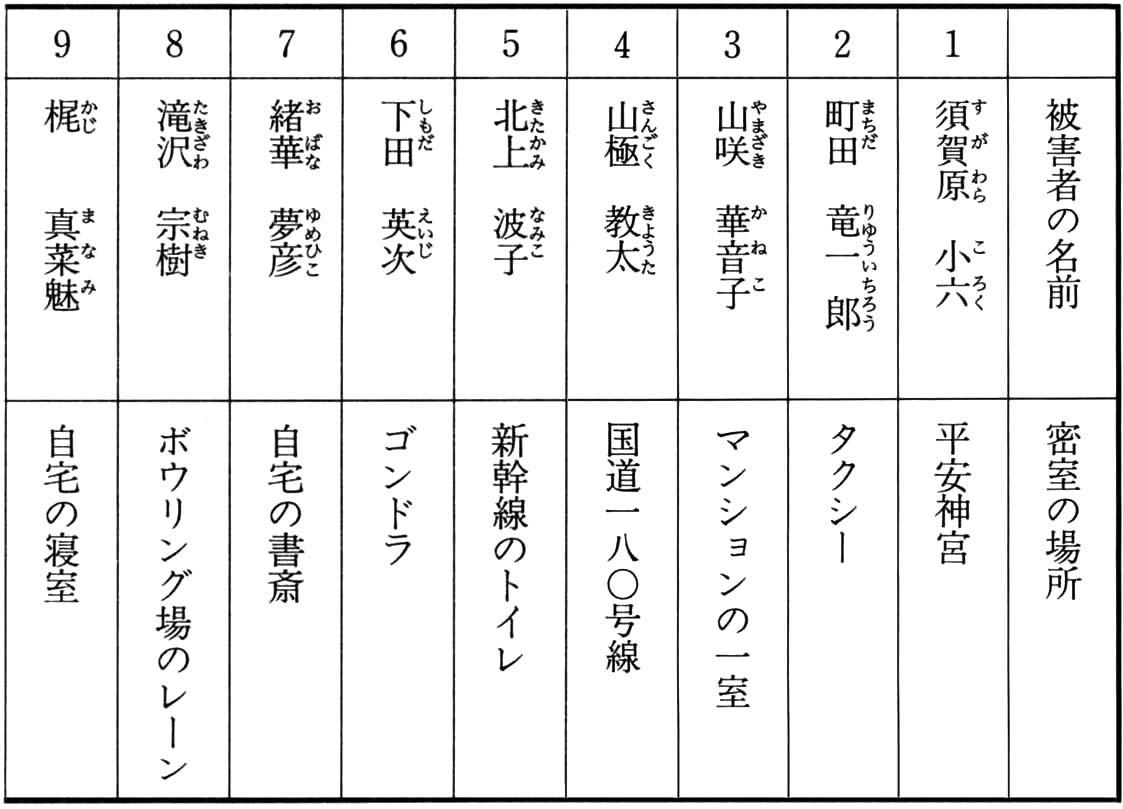 被害者の名前
密室の場所
1
須賀原 小六
すがわら ころく
平安神宮
2
町田 竜一郎
まちだ りゆういちろう
タクシー
3
山咲 華音子
やまざき かねこ
マンションの一室
4
山極 教太
さんごく きようた
国道一八〇号線
5
北上 波子
きたかみ なみこ
新幹線のトイレ
6
下田 英次
しもだ えいじ
ゴンドラ
7
緒華 夢彦
おばな ゆめひこ
自宅の書斎
8
滝沢 宗樹
たきざわ むねき
ボウリング場のレーン
9
梶 真菜魅
かじ まなみ
自宅の寝室